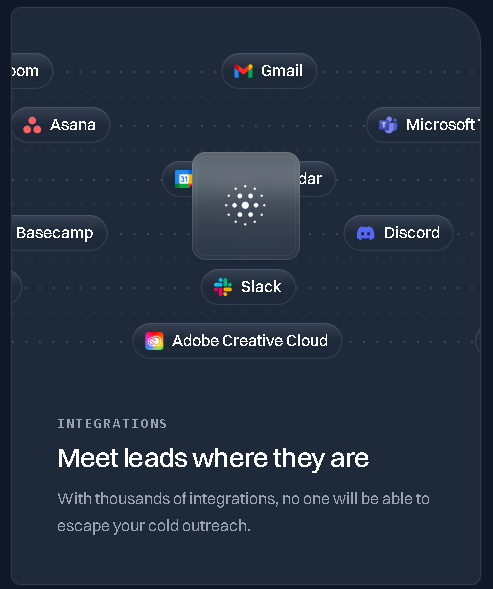 oom
Gmail
Asana
Microsoft T
31
dar
Basecamp
Discord
Slack
Adobe Creative Cloud
INTEGRATIONS
Meet leads where they are
With thousands of integrations, no one will be able to
escape your cold outreach.